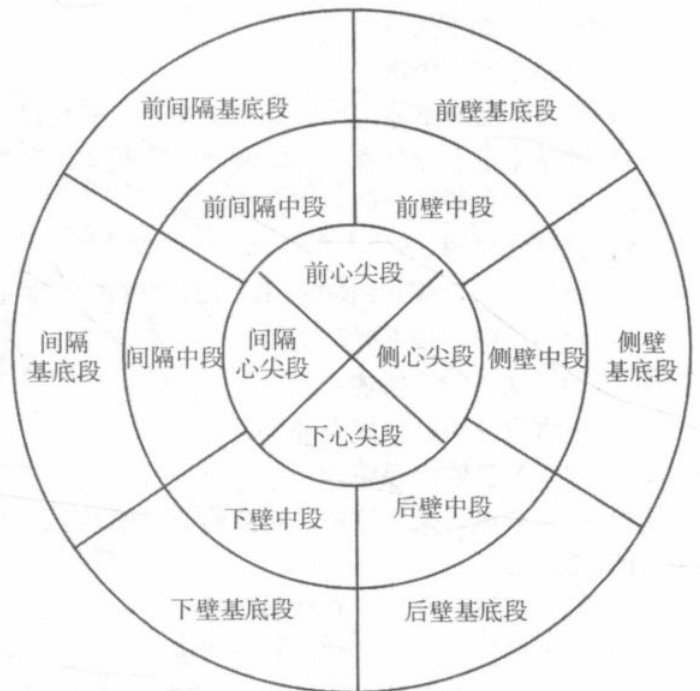 前间隔基底段
前壁基底段
前间隔中段
前壁中段
前心尖段
间隔
基底段
间隔中段
间隔
心尖段
侧心尖段
侧壁中段
侧壁
基底段
下心尖段
下壁中段
后壁中段
下壁基底段
后壁基底段